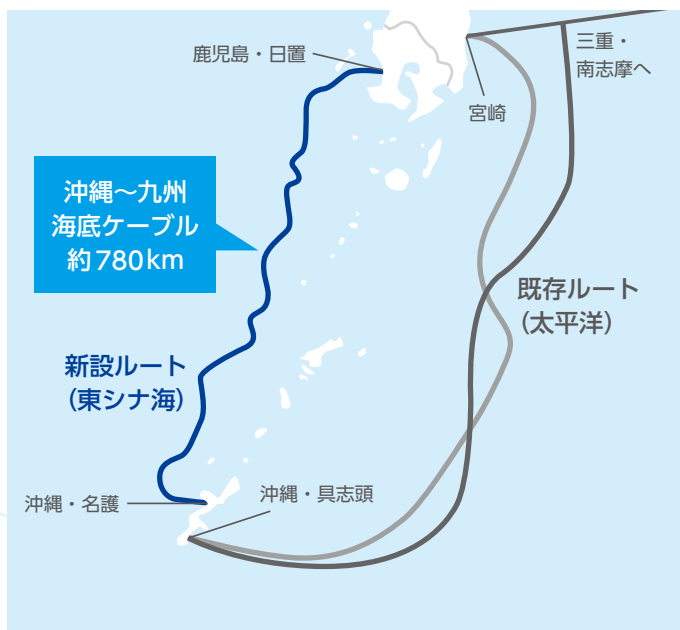 鹿児島・日置
三重・
南志摩へ
宮崎
沖縄～九州
海底ケーブル
約780km
既存ルート
(太平洋)
新設ルート
(東シナ海)
沖縄・名護
沖縄・具志頭